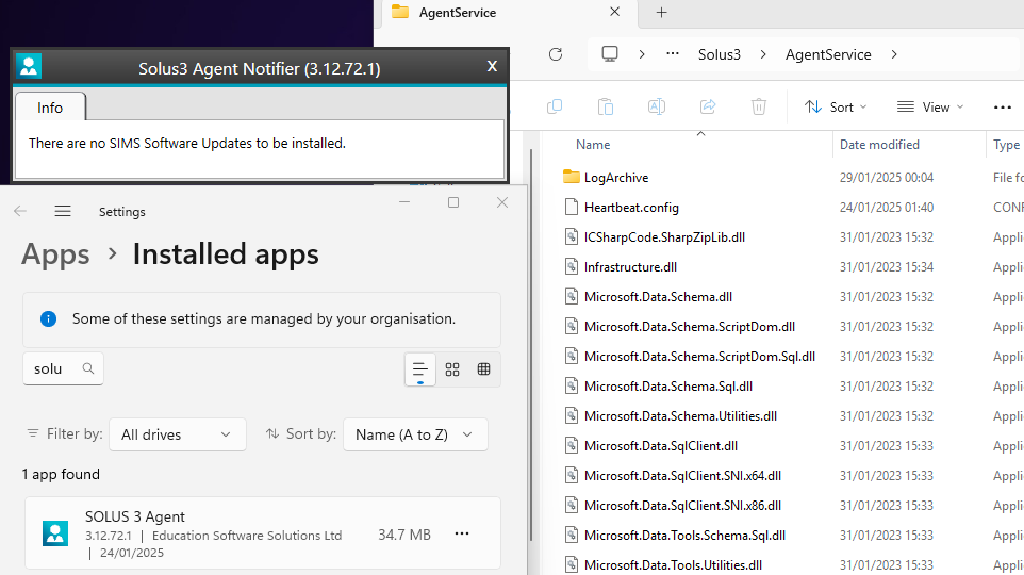 AgentService
Solus3 Agent Notifier (3.12.72.1)
X
Info
There are no SIMS Software Updates to be installed.
Solus3
AgentService
Sort
View
Name
Date modified
Type
LogArchive
29/01/2025 00:04
File fo
Heartbeat.config
24/01/2025 01:40
CONF
ICSharpCode.SharpZipLib.dll
31/01/2023 15:32
Appli
Infrastructure.dll
31/01/2023 15:34
Appli
Microsoft.Data.Schema.dll
31/01/2023 15:32
Appli
Microsoft.Data.Schema.ScriptDom.dll
31/01/2023 15:32
Appli
Microsoft.Data.Schema.ScriptDom.Sql.dll
31/01/2023 15:32
Appli
Microsoft.Data.Schema.Sql.dll
31/01/2023 15:32
Appli
Microsoft.Data.Schema.Utilities.dll
31/01/2023 15:32
Appli
Microsoft.Data.SqlClient.dll
31/01/2023 15:33
Appli
Microsoft.Data.SqlClient.SNI.x64.dll
31/01/2023 15:33
Appli
Microsoft.Data.SqlClient.SNI.x86.dll
31/01/2023 15:33
Appli
Microsoft.Data.Tools.Schema.Sql.dll
31/01/2023 15:33
Appli
Microsoft.Data.Tools.Utilities.dll
31/01/2023 15:33
Appli
Settings
Apps > Installed apps
Some of these settings are managed by your organisation.
solu
Filter by:
All drives
Sort by:
Name (A to Z)
1 app found
SOLUS 3 Agent
3.12.72.1 | Education Software Solutions Ltd
| 24/01/2025
34.7 MB